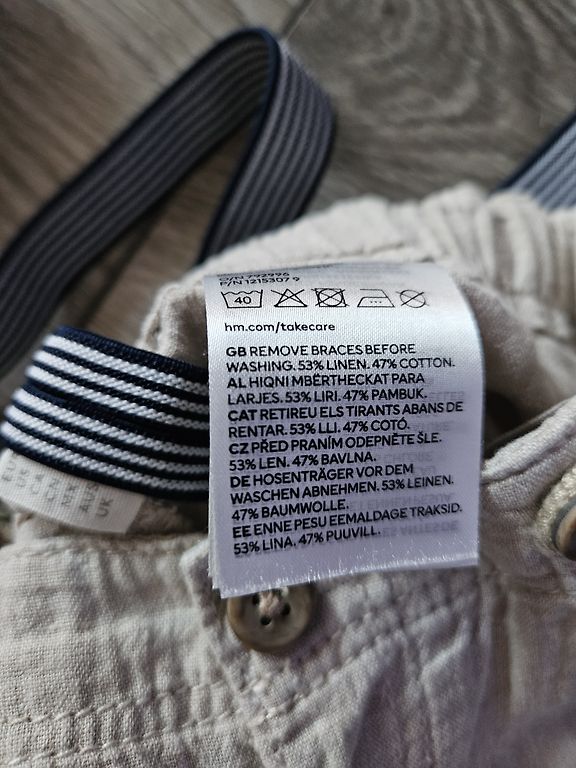 O/N 792996
P/N 1215307 9
40
hm.com/takecare
GB REMOVE BRACES BEFORE
WASHING. 53% LINEN. 47% COTTON.
AL HIQNI MBËRTHECKAT PARA
LARJES. 53% LIRI. 47% PAMBUK.
CAT RETIREU ELS TIRANTS ABANS DE
RENTAR. 53% LLI. 47% COTÓ.
CZ PŘED PRANÍM ODEPNĚTE ŠLE.
53% LEN. 47% BAVLNA.
DE HOSENTRÄGER VOR DEM
WASCHEN ABNEHMEN. 53% LEINEN.
47% BAUMWOLLE.
EE ENNE PESU EEMALDAGE TRAKSID.
53% LINA. 47% PUUVILL.